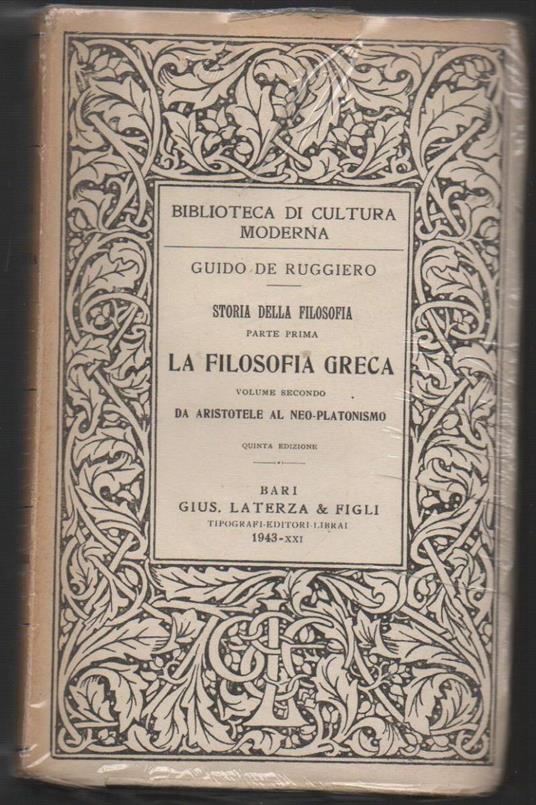 BIBLIOTECA DI CULTURA
MODERNA
GUIDO DE RUGGIERO
STORIA DELLA FILOSOFIA
PARTE PRIMA
LA FILOSOFIA GRECA
VOLUME SECONDO
DA ARISTOTELE AL NEO-PLATONISMO
QUINTA EDIZIONE
BARI
GIUS. LATERZA & FIGLI
TIPOGRAFI-EDITORI-LIBRAI
1943-XXI